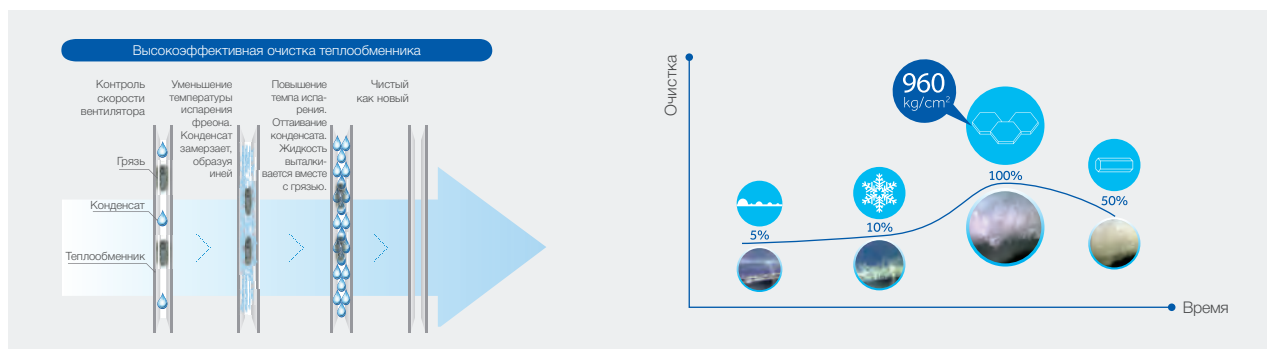 Высокоэффективная очистка теплообменника
Контроль
скорости
вентилятора
Уменьшение
температуры
испарения
фреона.
Конденсат
замерзает,
образуя
иней
Повышение
темпа испа-
рения.
Оттаивание
конденсата.
Жидкость
выталки-
вается вместе
с грязью.
Чистый
как новый
Грязь
Конденсат
Теплообменник
Очистка
960
kg/cm²
5%
10%
100%
50%
Время